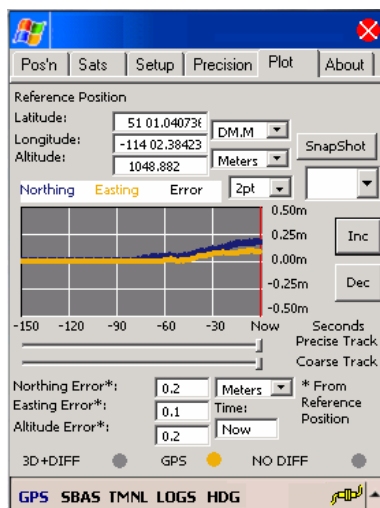 Pos'n Sats Setup Precision Plot About
Reference Position
Latitude: 51 01.040736 DM.M
Longitude: -114 02.38423
Altitude: 1048.882 Meters
SnapShot
Northing Easting Error 2pt
0.50m
0.25m
0.00m
-0.25m
-0.50m
Inc
Dec
-150 -120 -90 -60 -30 Now Seconds
Precise Track
Coarse Track
Northing Error*: 0.2 Meters
Easting Error*: 0.1 Time:
Altitude Error*: 0.2 Now
* From
Reference
Position
3D+DIFF GPS NO DIFF
GPS SBAS TMNL LOGS HDG